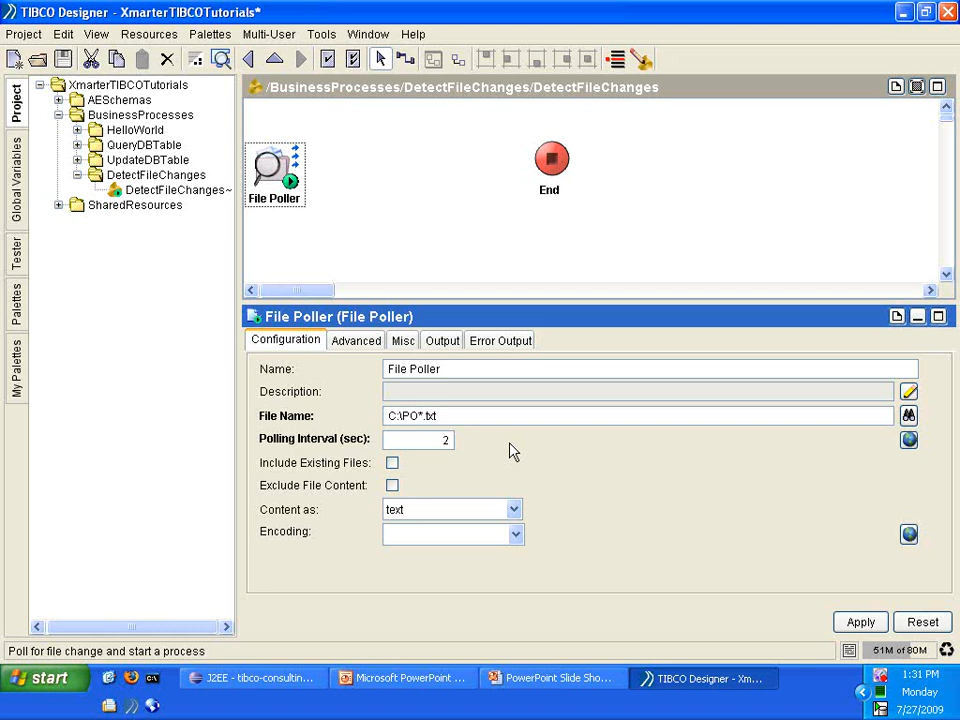 TIBCO Designer - XmarterTIBCOTutorials*
Project Edit View Resources Palettes Multi-User Tools Window Help
Project
Global Variables
Tester
Palettes
My Palettes
XmarterTIBCOTutorials
AESchemas
BusinessProcesses
HelloWorld
QueryDBTable
UpdateDBTable
DetectFileChanges
DetectFileChanges~
SharedResources
/BusinessProcesses/DetectFileChanges/DetectFileChanges
File Poller
End
File Poller (File Poller)
Configuration Advanced Misc Output Error Output
Name: File Poller
Description:
File Name: C:\PO*.txt
Polling Interval (sec): 2
Include Existing Files:
Exclude File Content:
Content as: text
Encoding:
Apply Reset
Poll for file change and start a process
51M of 80M
start
J2EE - tibco-consultin...
Microsoft PowerPoint ...
PowerPoint Slide Sho...
TIBCO Designer - Xm...
1:31 PM
Monday
7/27/2009